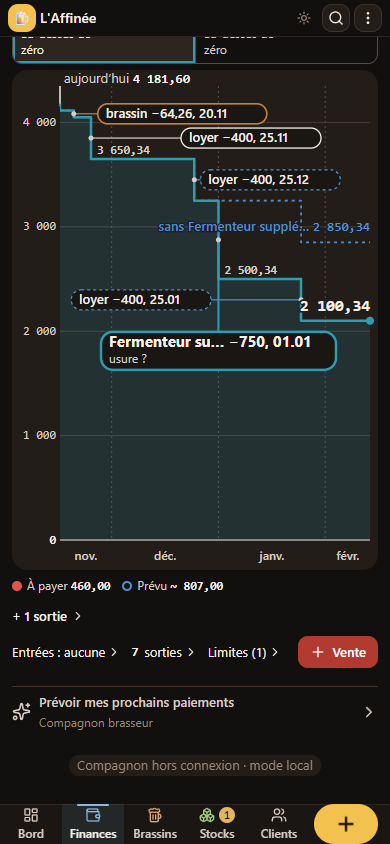 L'Affinée
zéro
zéro
aujourd'hui 4 181,60
4 000
brassin −64,26, 20.11
loyer −400, 25.11
3 650,34
loyer −400, 25.12
3 000
sans Fermenteur supplé… 2 850,34
2 500,34
loyer −400, 25.01
2 100,34
2 000
Fermenteur su… −750, 01.01
usure ?
1 000
0
nov. déc. janv. févr.
À payer 460,00 Prévu ~ 807,00
+ 1 sortie
Entrées : aucune 7 sorties Limites (1) + Vente
Prévoir mes prochains paiements
Compagnon brasseur
Compagnon hors connexion · mode local
1
Bord Finances Brassins Stocks Clients +